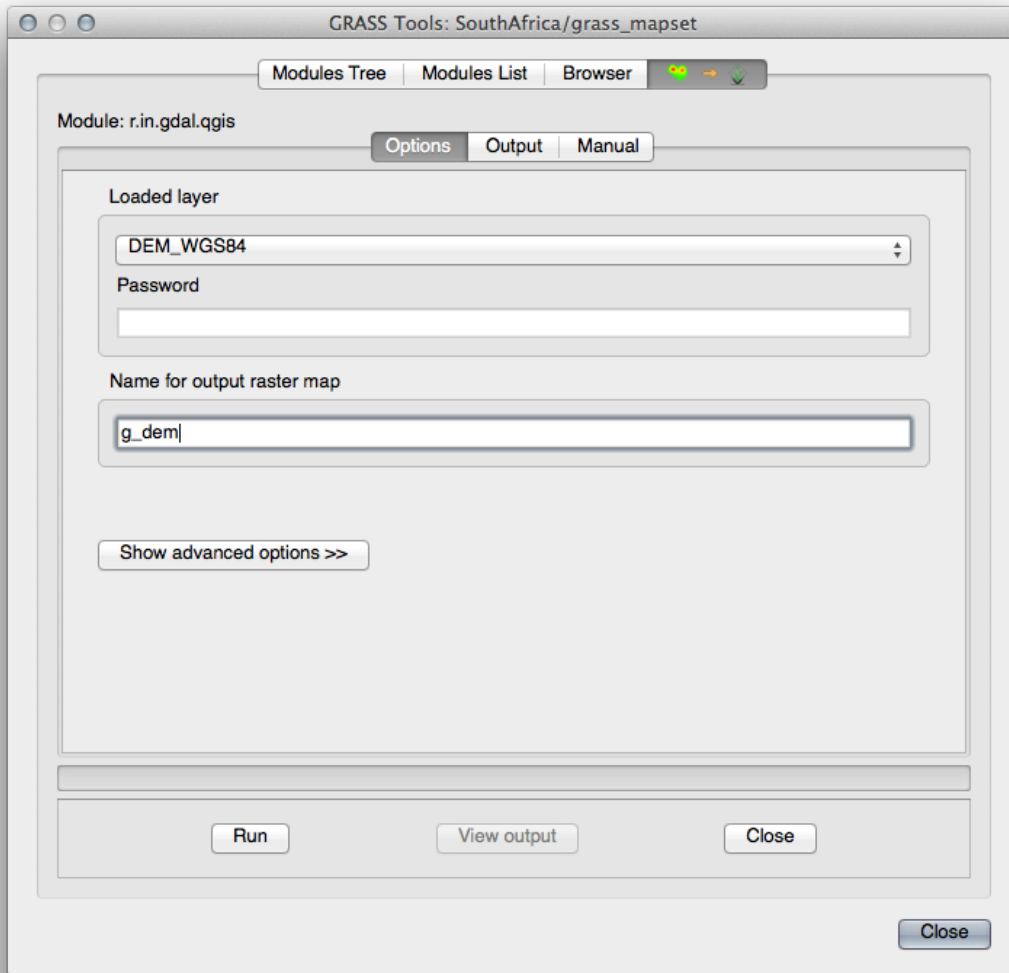 GRASS Tools: SouthAfrica/grass_mapset
Modules Tree Modules List Browser
Module: r.in.gdal.qgis
Options Output Manual
Loaded layer
DEM_WGS84
Password
Name for output raster map
g_dem
Show advanced options >>
Run View output Close
Close